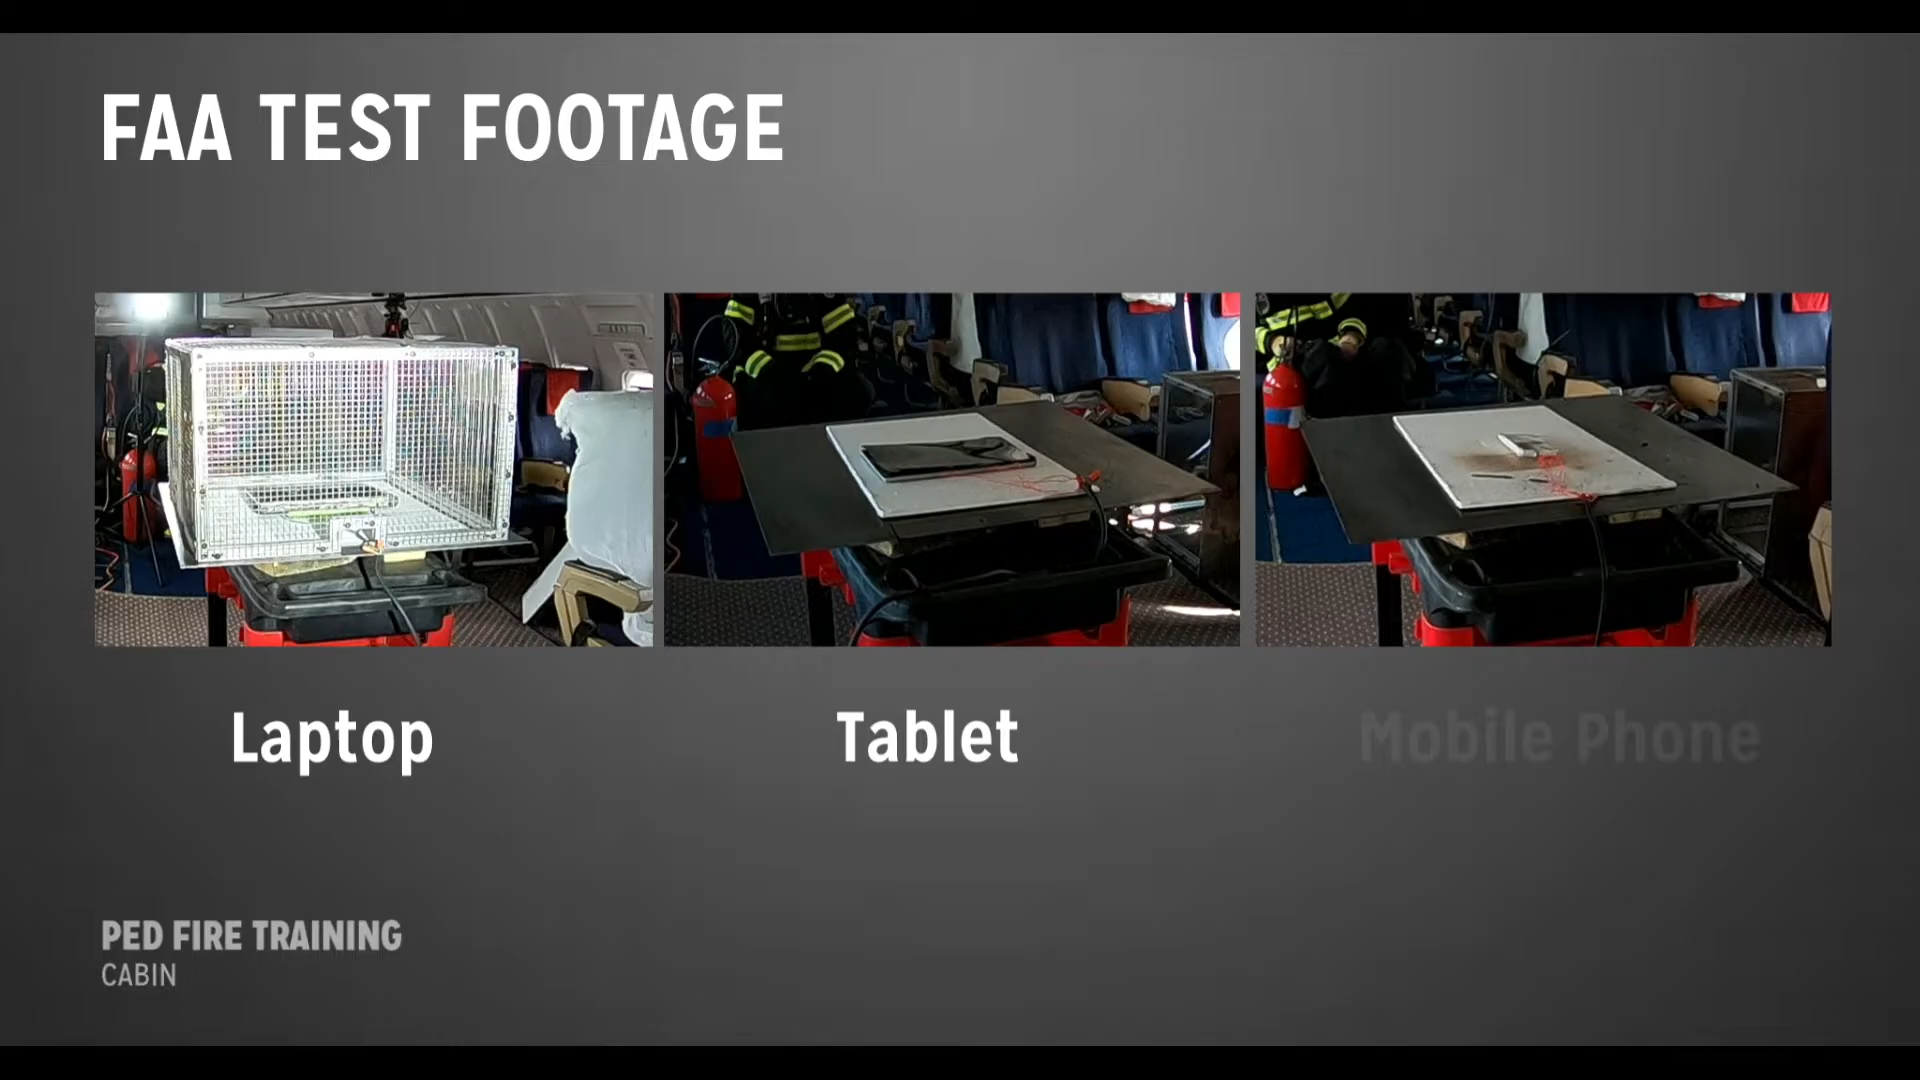 FAA TEST FOOTAGE
Laptop
Tablet
Mobile Phone
PED FIRE TRAINING
CABIN